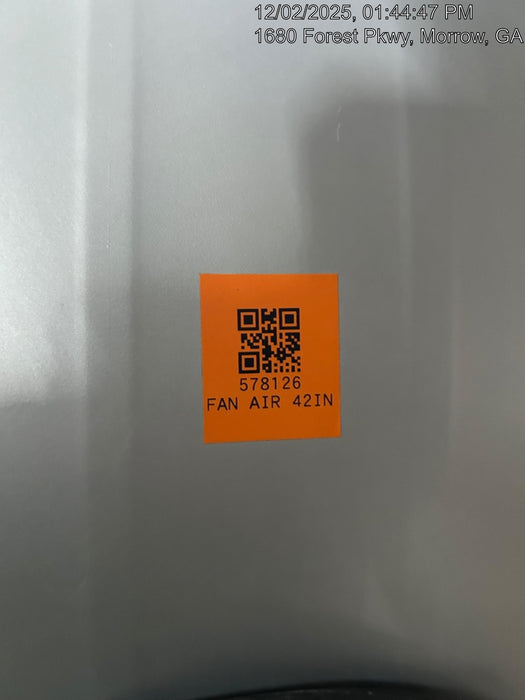 12/02/2025, 01:44:47 PM
1680 Forest Pkwy, Morrow, GA
578126
FAN AIR 42IN